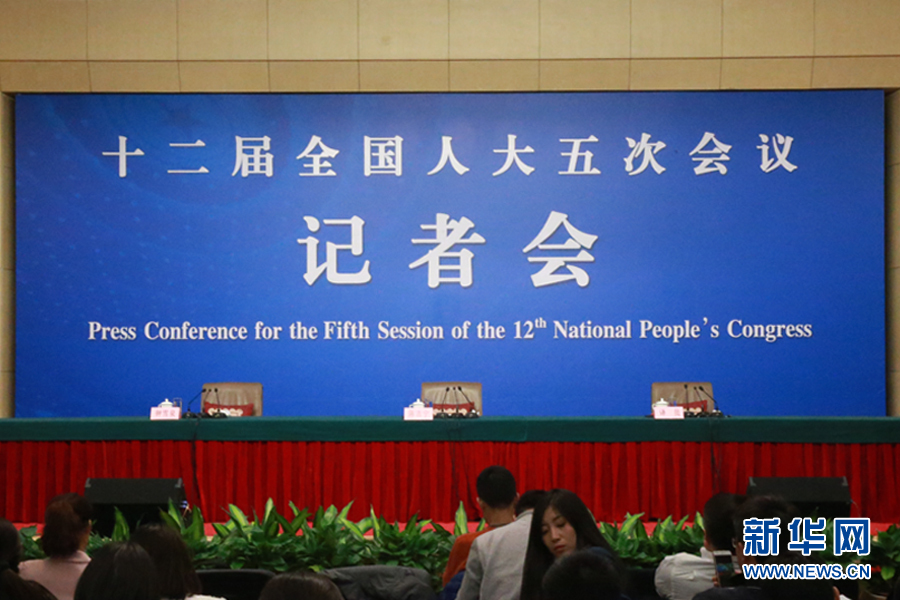 十二届全国人大五次会议
记者会
Press Conference for the Fifth Session of the 12th National People's Congress
新华网
WWW.NEWS.CN